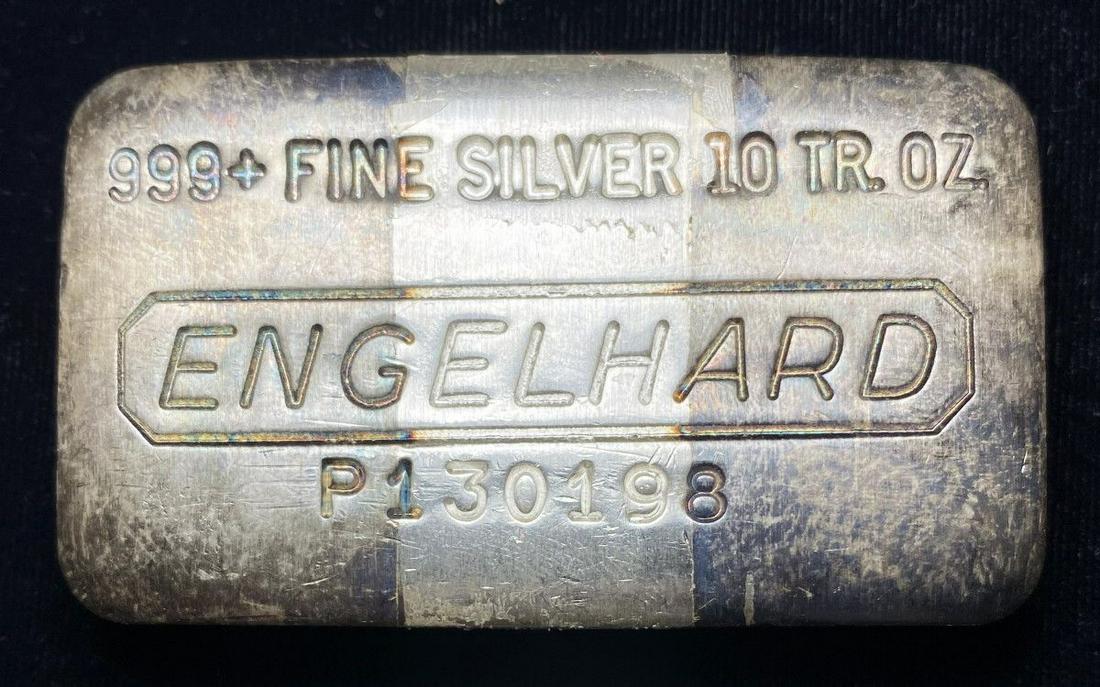 999+ FINE SILVER 10 TR. OZ.
ENGELHARD
P130198